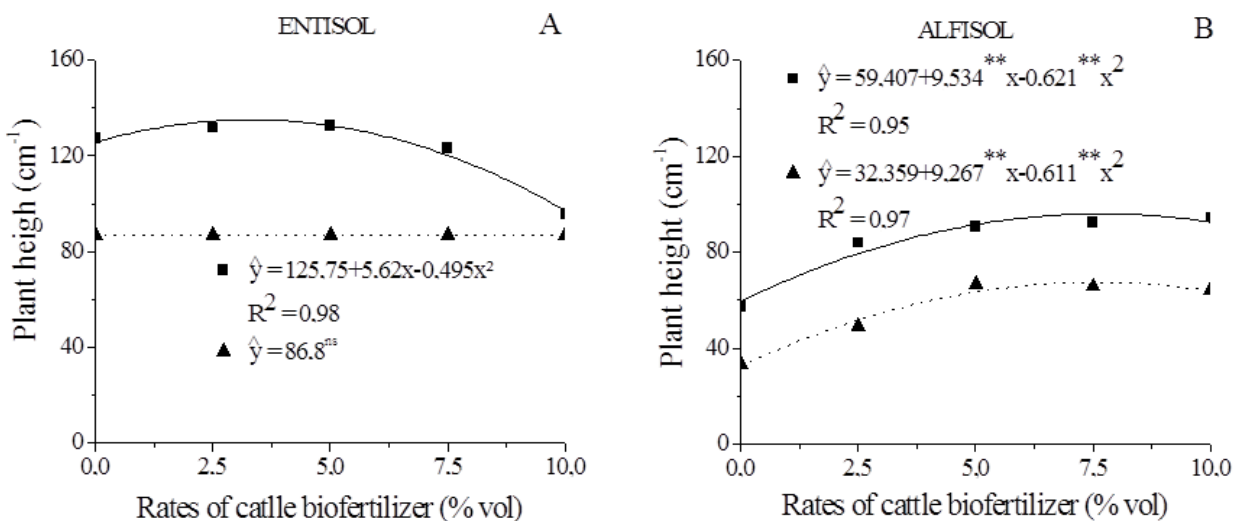 ENTISOL
A
160
120
80
40
0
Plant heigh (cm⁻¹)
ŷ=125.75+5.62x-0.495x²
R²=0.98
ŷ=86.8ⁿˢ
0.0 2.5 5.0 7.5 10.0
Rates of catlle biofertilizer (% vol)
ALFISOL
B
160
120
80
40
0
Plant height (cm⁻¹)
ŷ=59.407+9.534**x-0.621**x²
R²=0.95
ŷ=32.359+9.267**x-0.611**x²
R²=0.97
0.0 2.5 5.0 7.5 10.0
Rates of cattle biofertilizer (% vol)